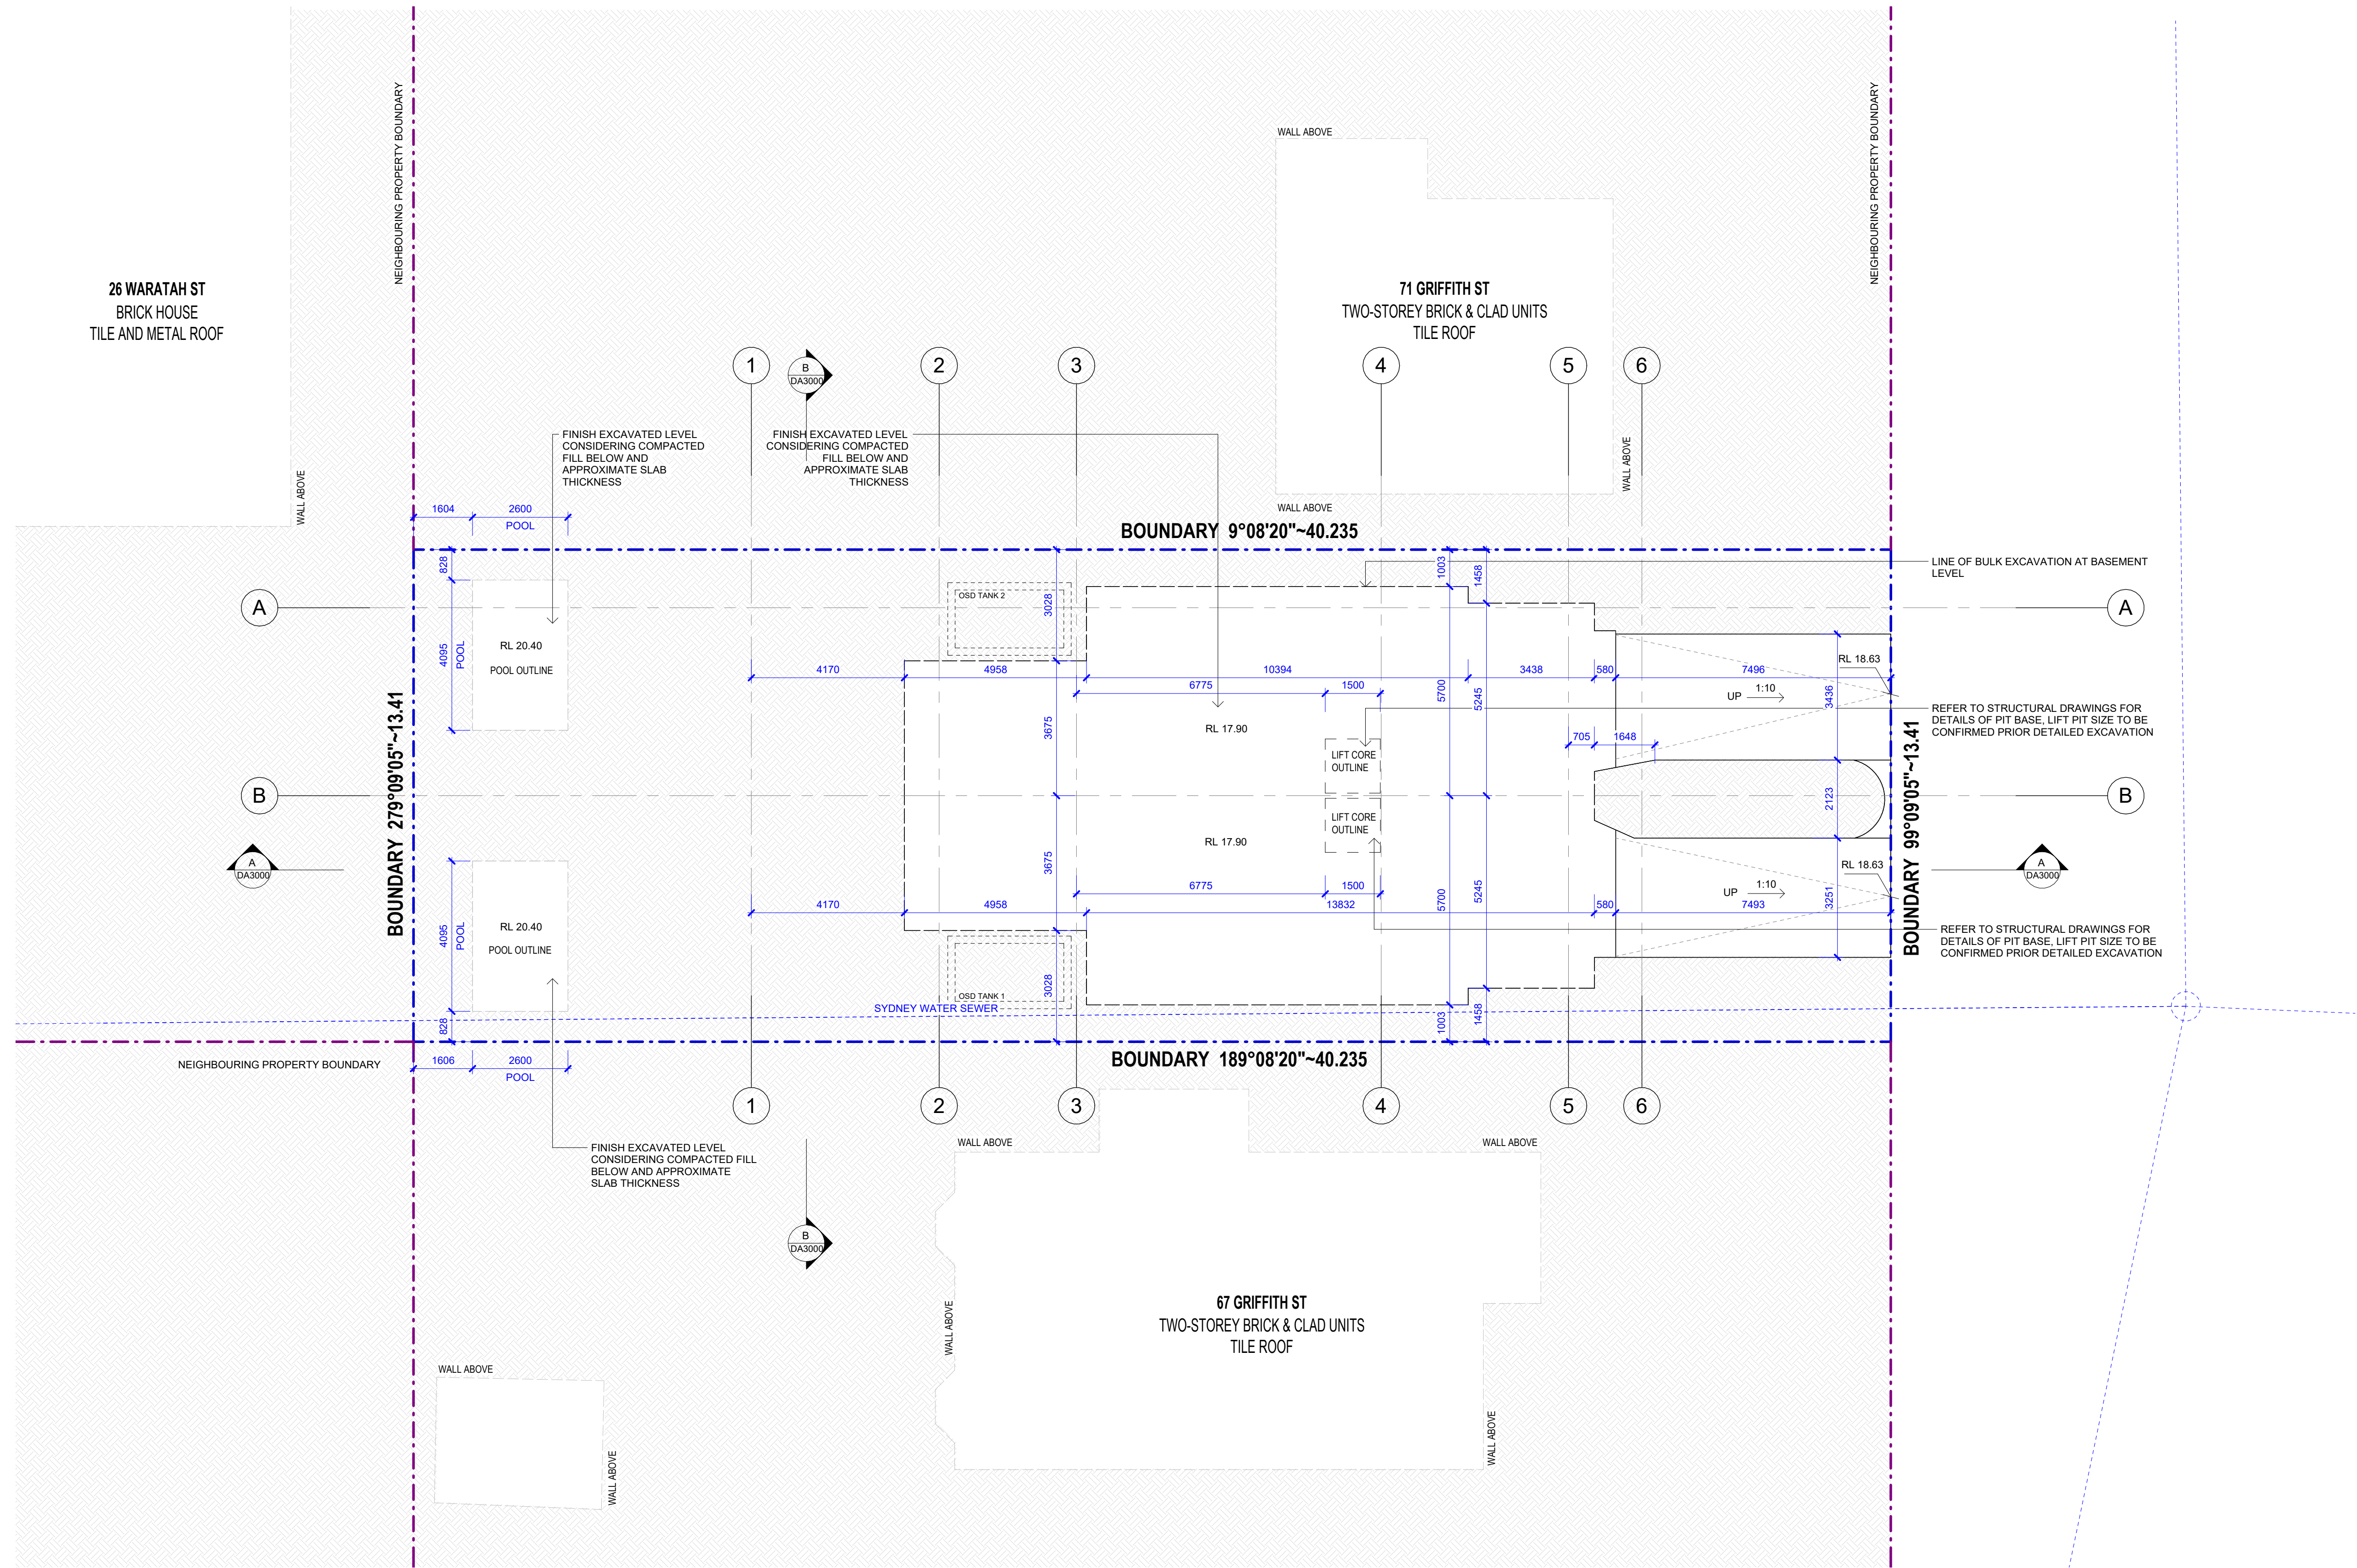 NEIGHBOURING PROPERTY BOUNDARY
NEIGHBOURING PROPERTY BOUNDARY
WALL ABOVE
26 WARATAH ST
BRICK HOUSE
TILE AND METAL ROOF
71 GRIFFITH ST
TWO-STOREY BRICK & CLAD UNITS
TILE ROOF
1
B
DA3000
2
3
4
5
6
FINISH EXCAVATED LEVEL
CONSIDERING COMPACTED
FILL BELOW AND
APPROXIMATE SLAB
THICKNESS
FINISH EXCAVATED LEVEL
CONSIDERING COMPACTED
FILL BELOW AND
APPROXIMATE SLAB
THICKNESS
WALL ABOVE
WALL ABOVE
WALL ABOVE
1604
2600
POOL
BOUNDARY 9°08'20"~40.235
828
1003
1458
LINE OF BULK EXCAVATION AT BASEMENT
LEVEL
A
OSD TANK 2
3028
A
4095
POOL
RL 20.40
POOL OUTLINE
4170
4958
10394
3438
580
7496
RL 18.63
6775
1500
5700
5245
UP
1:10
3436
BOUNDARY 279°09'05"~13.41
3675
RL 17.90
705
1648
REFER TO STRUCTURAL DRAWINGS FOR
DETAILS OF PIT BASE, LIFT PIT SIZE TO BE
CONFIRMED PRIOR DETAILED EXCAVATION
LIFT CORE
OUTLINE
BOUNDARY 99°09'05"~13.41
B
2123
B
LIFT CORE
OUTLINE
RL 17.90
A
DA3000
3675
RL 18.63
A
DA3000
6775
1500
5700
5245
UP
1:10
3251
4170
4958
13832
580
7493
4095
POOL
RL 20.40
POOL OUTLINE
REFER TO STRUCTURAL DRAWINGS FOR
DETAILS OF PIT BASE, LIFT PIT SIZE TO BE
CONFIRMED PRIOR DETAILED EXCAVATION
3028
OSD TANK 1
SYDNEY WATER SEWER
828
1003
1458
NEIGHBOURING PROPERTY BOUNDARY
1606
2600
POOL
BOUNDARY 189°08'20"~40.235
1
2
3
4
5
6
FINISH EXCAVATED LEVEL
CONSIDERING COMPACTED FILL
BELOW AND APPROXIMATE
SLAB THICKNESS
WALL ABOVE
WALL ABOVE
B
DA3000
67 GRIFFITH ST
TWO-STOREY BRICK & CLAD UNITS
TILE ROOF
WALL ABOVE
WALL ABOVE
WALL ABOVE
WALL ABOVE